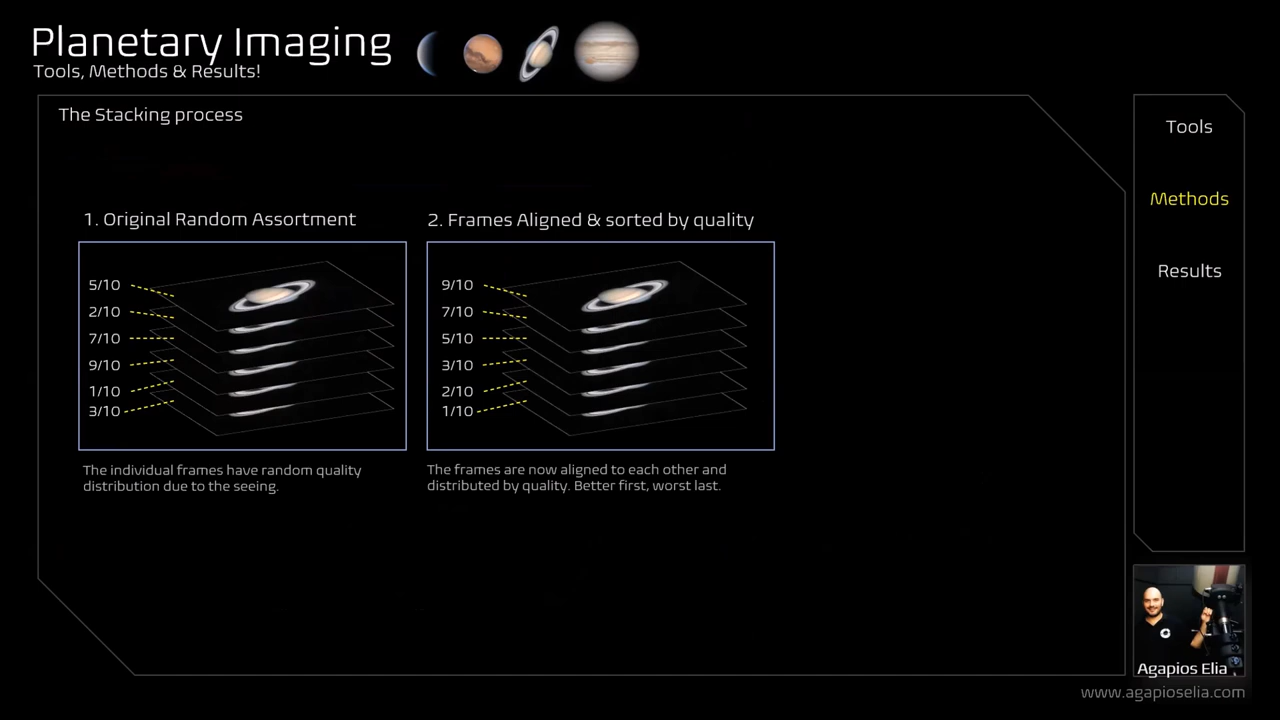 Planetary Imaging
Tools, Methods & Results!
The Stacking process
Tools
Methods
Results
1. Original Random Assortment
5/10
2/10
7/10
9/10
1/10
3/10
The individual frames have random quality
distribution due to the seeing.
2. Frames Aligned & sorted by quality
9/10
7/10
5/10
3/10
2/10
1/10
The frames are now aligned to each other and
distributed by quality. Better first, worst last.
Agapios Elia
www.agapioselia.com